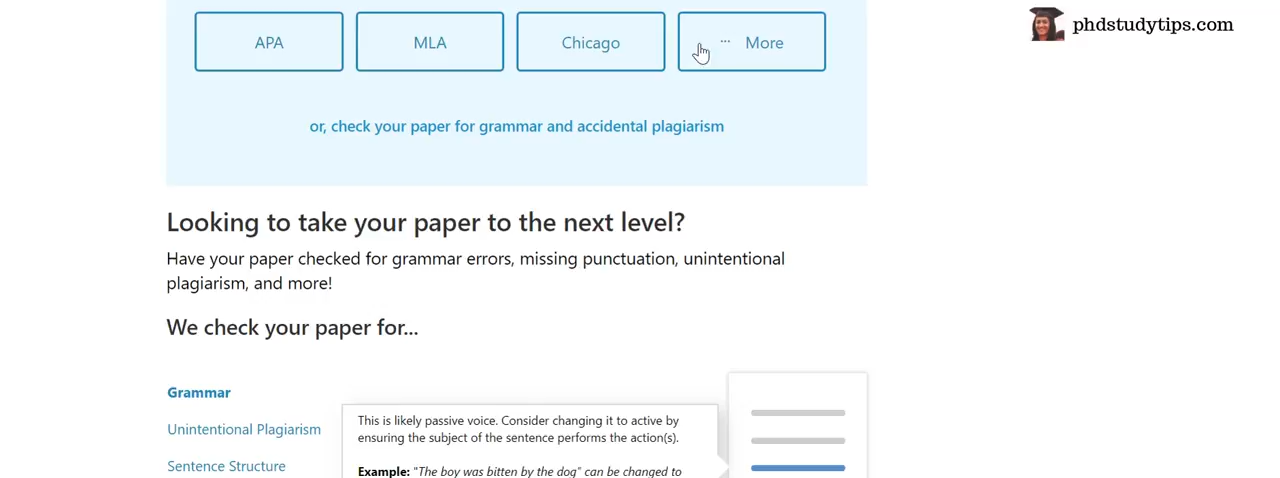 phdstudytips.com
APA
MLA
Chicago
... More
or, check your paper for grammar and accidental plagiarism
Looking to take your paper to the next level?
Have your paper checked for grammar errors, missing punctuation, unintentional
plagiarism, and more!
We check your paper for...
Grammar
Unintentional Plagiarism
Sentence Structure
This is likely passive voice. Consider changing it to active by
ensuring the subject of the sentence performs the action(s).
Example: "The boy was bitten by the dog" can be changed to